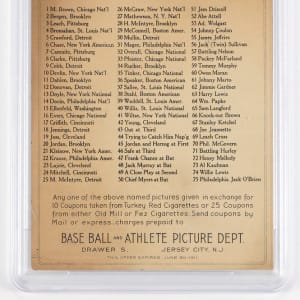 1 M. Brown, Chicago Nat'l 26 McGraw, New York Nat'l 51 Jem Driscoll
2 Bergen, Brooklyn 27 Mathewson, N. Y. Nat'l 52 Abe Attell
3 Leach, Pittsburg 28 H. McIntyre, Brooklyn 53 Ad. Wolgast
4 Bresnahan, St. Louis Nat'l 29 McConnell, Boston Am. 54 Johnny Coulon
5 Crawford, Detroit 30 Mullin, Detroit 55 James Jeffries
6 Chase, New York American 31 Magee, Philadelphia Nat'l 56 Jack (Twin) Sullivan
7 Camnitz, Pittsburg 32 Overall, Chicago National 57 Battling Nelson
8 Clarke, Pittsburg 33 Pfeister, Chicago National 58 Packey McFarland
9 Cobb, Detroit 34 Rucker, Brooklyn 59 Tommy Murphy
10 Devlin, New York Nat'l 35 Tinker, Chicago National 60 Owen Moran
11 Dahlen, Brooklyn 36 Speaker, Boston American 61 Johnny Marto
12 Donovan, Detroit 37 Sallee, St. Louis National 62 Jimmie Gardner
13 Doyle, New York National 38 Stahl, Boston American 63 Harry Lewis
14 Dooin, Philadelphia Nat'l 39 Waddell, St. Louis Amer. 64 Wm. Papke
15 Elberfeld, Washington 40 Willis, St. Louis National 65 Sam Langford
16 Evers, Chicago National 41 Wiltse, New York National 66 Knock-out Brown
17 Griffith, Cincinnati 42 Young, Cleveland 67 Stanley Ketchel
18 Jennings, Detroit 43 Out at Third 68 Joe Jeannette
19 Joss, Cleveland 44 Trying to Catch Him Nap'g 69 Leach Cross
20 Jordan, Brooklyn 45 Jordan and Herzog at First 70 Phil. McGovern
21 Kleinow, New York Amer. 46 Safe at Third 71 Battling Hurley
22 Krause, Philadelphia Amer. 47 Frank Chance at Bat 72 Honey Mellody
23 Lajoie, Cleveland 48 Jack Murray at Bat 73 Al Kaufman
24 Mitchell, Cincinnati 49 A Close Play at Second 74 Willie Lewis
25 M. McIntyre, Detroit 50 Chief Myers at Bat 75 Philadelphia Jack O'Brien
Any one of the above named pictures given in exchange for
10 Coupons taken from Turkey Red Cigarettes or 25 Coupons
from either Old Mill or Fez Cigarettes. Send coupons by
Mail or express, charges prepaid to
BASE BALL AND ATHLETE PICTURE DEPT.
DRAWER S, JERSEY CITY, N.J.
THIS OFFER EXPIRES JUNE 30, 1911.